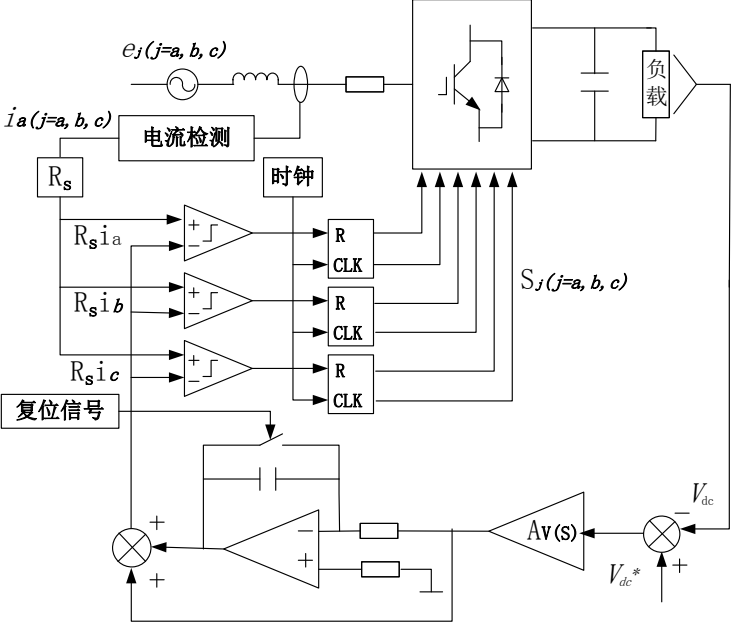 ej(j=a,b,c)
负载
ia(j=a,b,c)
电流检测
Rs
时钟
+
−
Rsia
R
CLK
Sj(j=a,b,c)
+
−
Rsib
R
CLK
+
−
Rsic
R
CLK
复位信号
Vdc
−
+
+
−
+
AV(S)
Vdc*
+